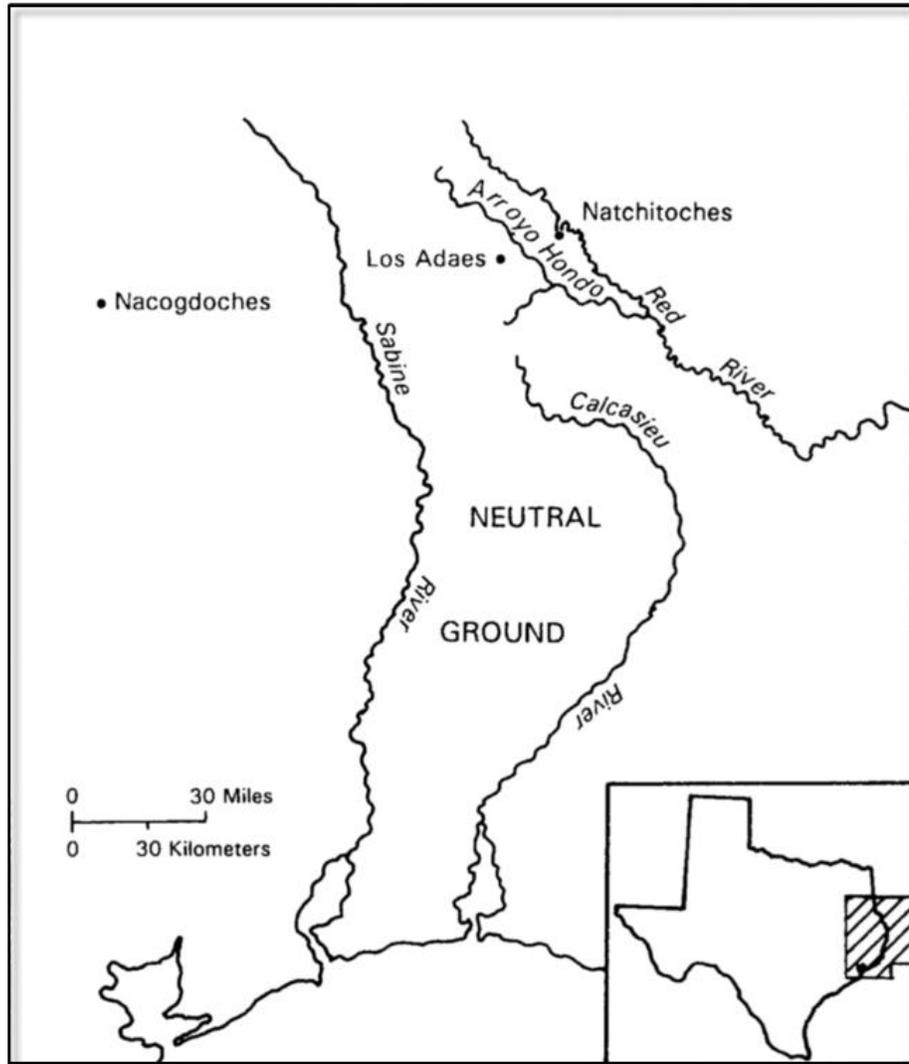 Natchitoches
Arroyo Hondo
Los Adaes
Nacogdoches
Red
River
Sabine
Calcasieu
NEUTRAL
River
GROUND
River
0 30 Miles
0 30 Kilometers